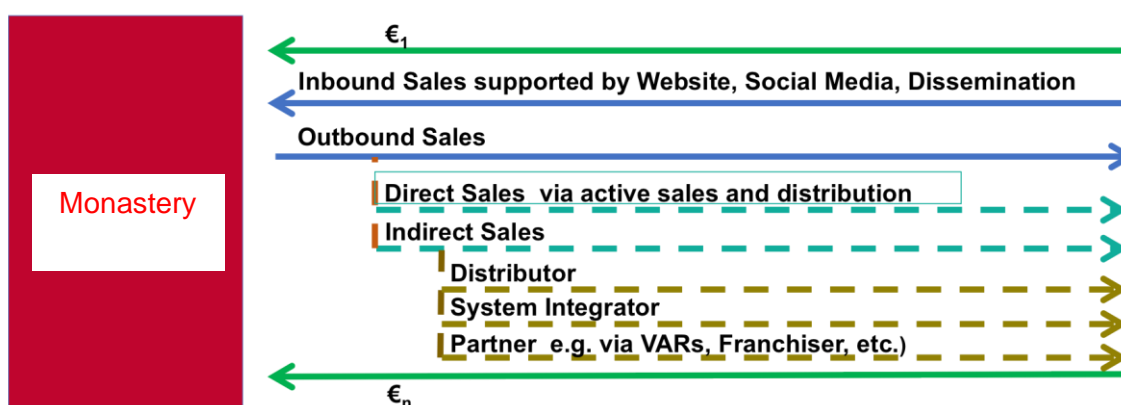 €1
Inbound Sales supported by Website, Social Media, Dissemination
Outbound Sales
Monastery
Direct Sales via active sales and distribution
Indirect Sales
Distributor
System Integrator
Partner e.g. via VARs, Franchiser, etc.)
€n